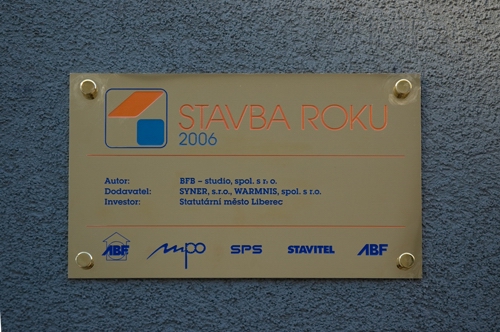 STAVBA ROKU
2006
Autor: BFB – studio, spol. s r. o.
Dodavatel: SYNER, s.r.o., WARMNIS, spol. s r.o.
Investor: Statutární město Liberec
ABF mpo SPS STAVITEL ABF